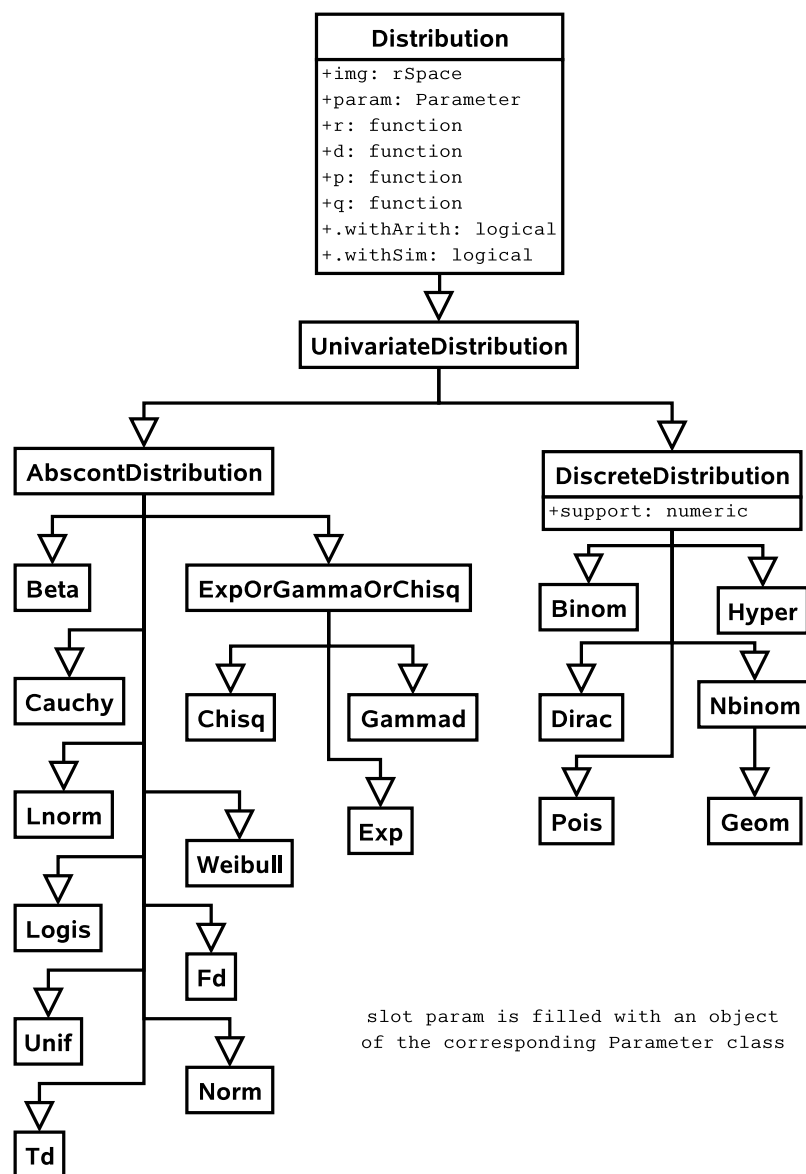 Distribution
+img: rSpace
+param: Parameter
+r: function
+d: function
+p: function
+q: function
+.withArith: logical
+.withSim: logical
UnivariateDistribution
AbscontDistribution
DiscreteDistribution
+support: numeric
Beta
ExpOrGammaOrChisq
Binom
Hyper
Cauchy
Chisq
Gammad
Dirac
Nbinom
Lnorm
Weibull
Exp
Pois
Geom
Logis
Fd
Unif
Norm
Td
slot param is filled with an object
of the corresponding Parameter class